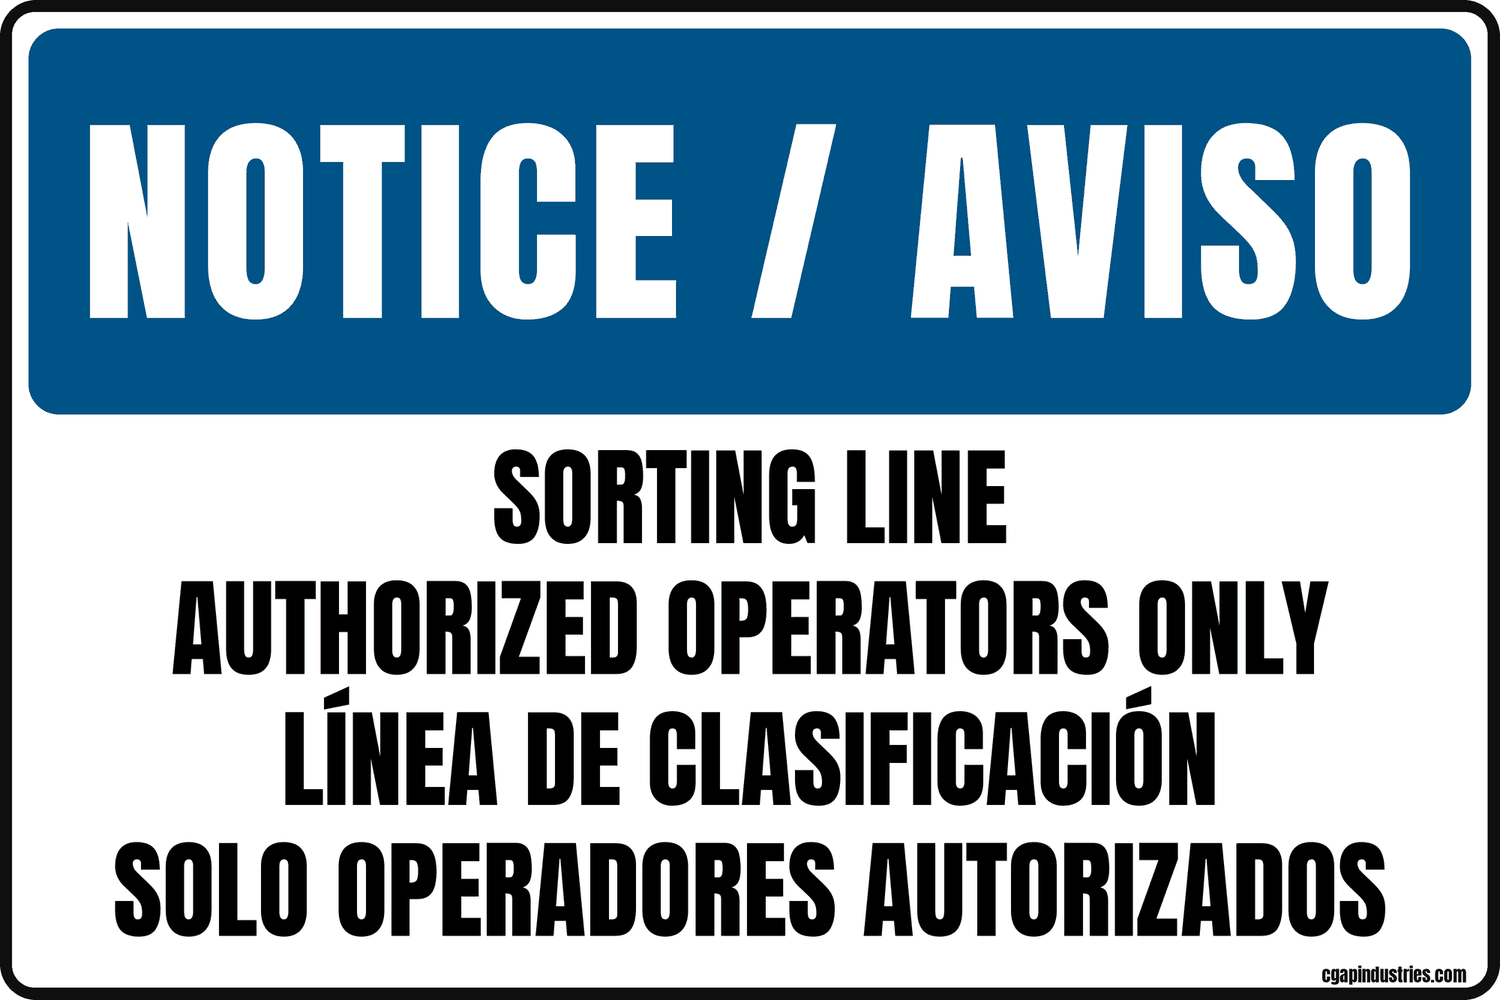 NOTICE / AVISO
SORTING LINE
AUTHORIZED OPERATORS ONLY
LÍNEA DE CLASIFICACIÓN
SOLO OPERADORES AUTORIZADOS
cgapindustries.com